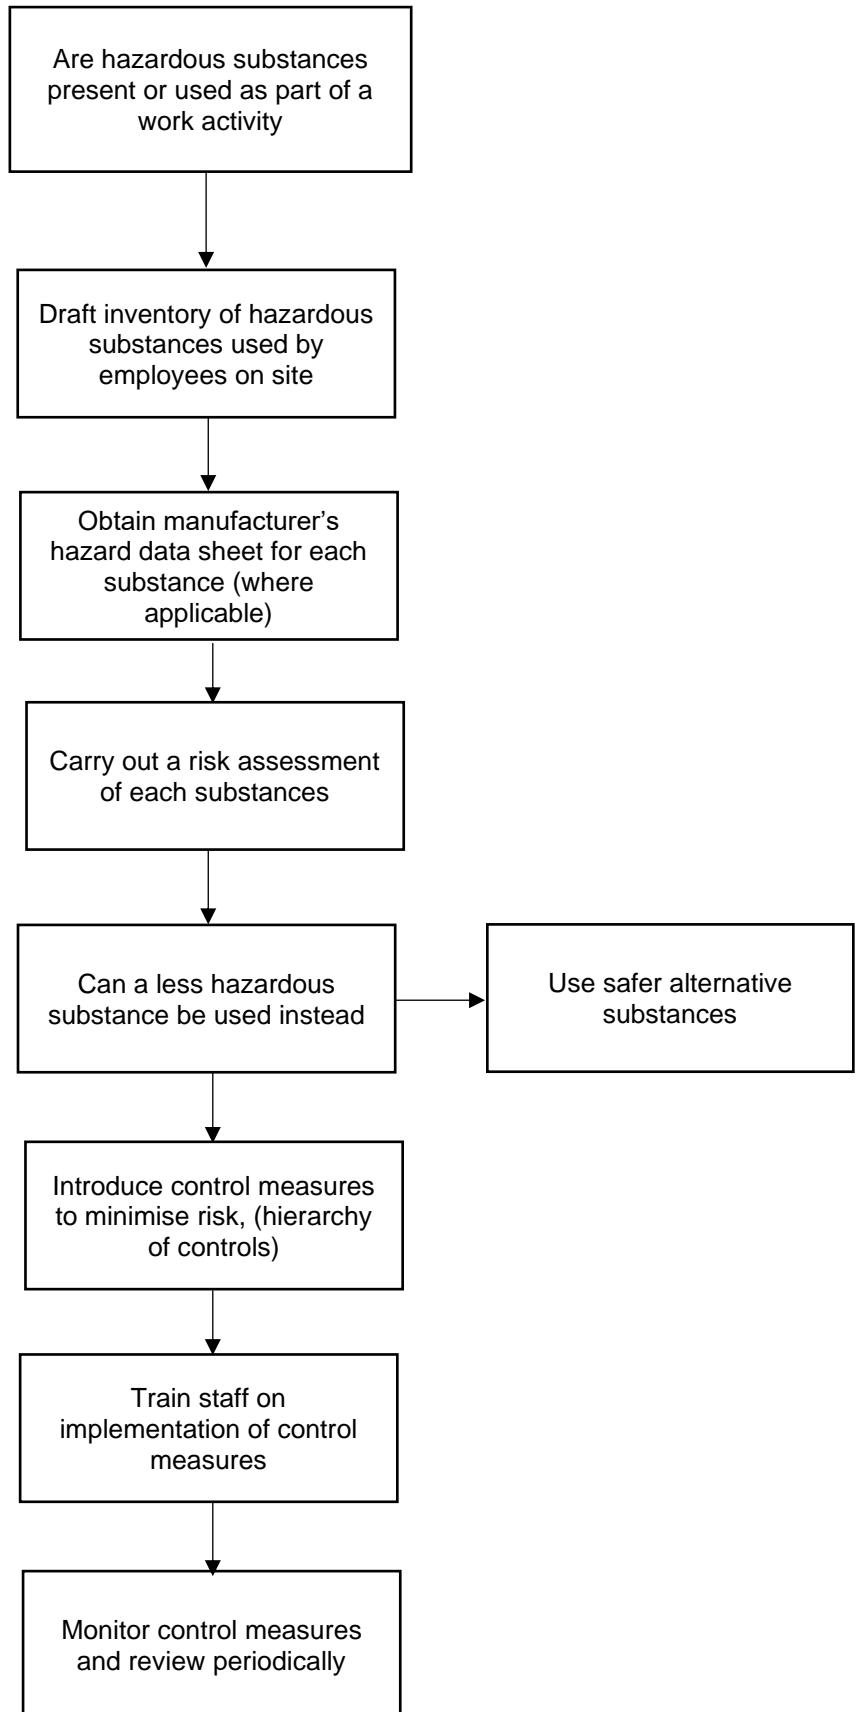 Are hazardous substances
present or used as part of a
work activity
Draft inventory of hazardous
substances used by
employees on site
Obtain manufacturer’s
hazard data sheet for each
substance (where
applicable)
Carry out a risk assessment
of each substances
Can a less hazardous
substance be used instead
Use safer alternative
substances
Introduce control measures
to minimise risk, (hierarchy
of controls)
Train staff on
implementation of control
measures
Monitor control measures
and review periodically